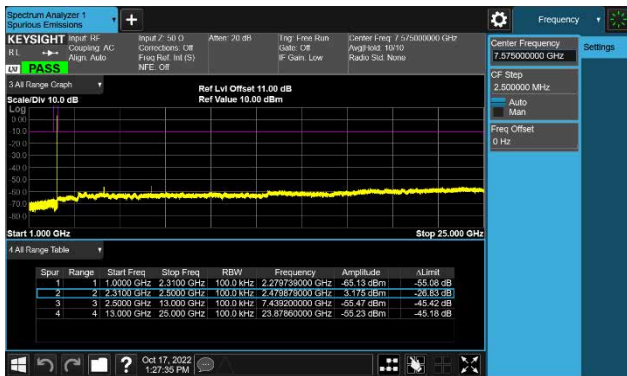 Spectrum Analyzer 1
Spurious Emissions
Frequency
KEYSIGHT Input: RF Input Z: 50 Ω Atten: 20 dB Trig: Free Run Center Freq: 7.575000000 GHz
RL Coupling: AC Corrections: Off Gate: Off Avg|Hold: 10/10
Align: Auto Freq Ref: Int (S) IF Gain: Low Radio Std: None
LV PASS NFE: Off
Center Frequency
7.575000000 GHz
Settings
CF Step
2.500000 MHz
Auto
Man
Freq Offset
0 Hz
3 All Range Graph
Ref Lvl Offset 11.00 dB
Scale/Div 10.0 dB Ref Value 10.00 dBm
Log
0.00
-10.0
-20.0
-30.0
-40.0
-50.0
-60.0
-70.0
-80.0
Start 1.000 GHz Stop 25.000 GHz
4 All Range Table
Spur Range Start Freq Stop Freq RBW Frequency Amplitude ΔLimit
1 1 1.0000 GHz 2.3100 GHz 100.0 kHz 2.279739000 GHz -65.13 dBm -55.08 dB
2 2 2.3100 GHz 2.5000 GHz 100.0 kHz 2.479879000 GHz 3.175 dBm -26.83 dB
3 3 2.5000 GHz 13.000 GHz 100.0 kHz 7.439200000 GHz -55.47 dBm -45.42 dB
4 4 13.000 GHz 25.000 GHz 100.0 kHz 23.87860000 GHz -55.23 dBm -45.18 dB
? Oct 17, 2022
1:27:35 PM